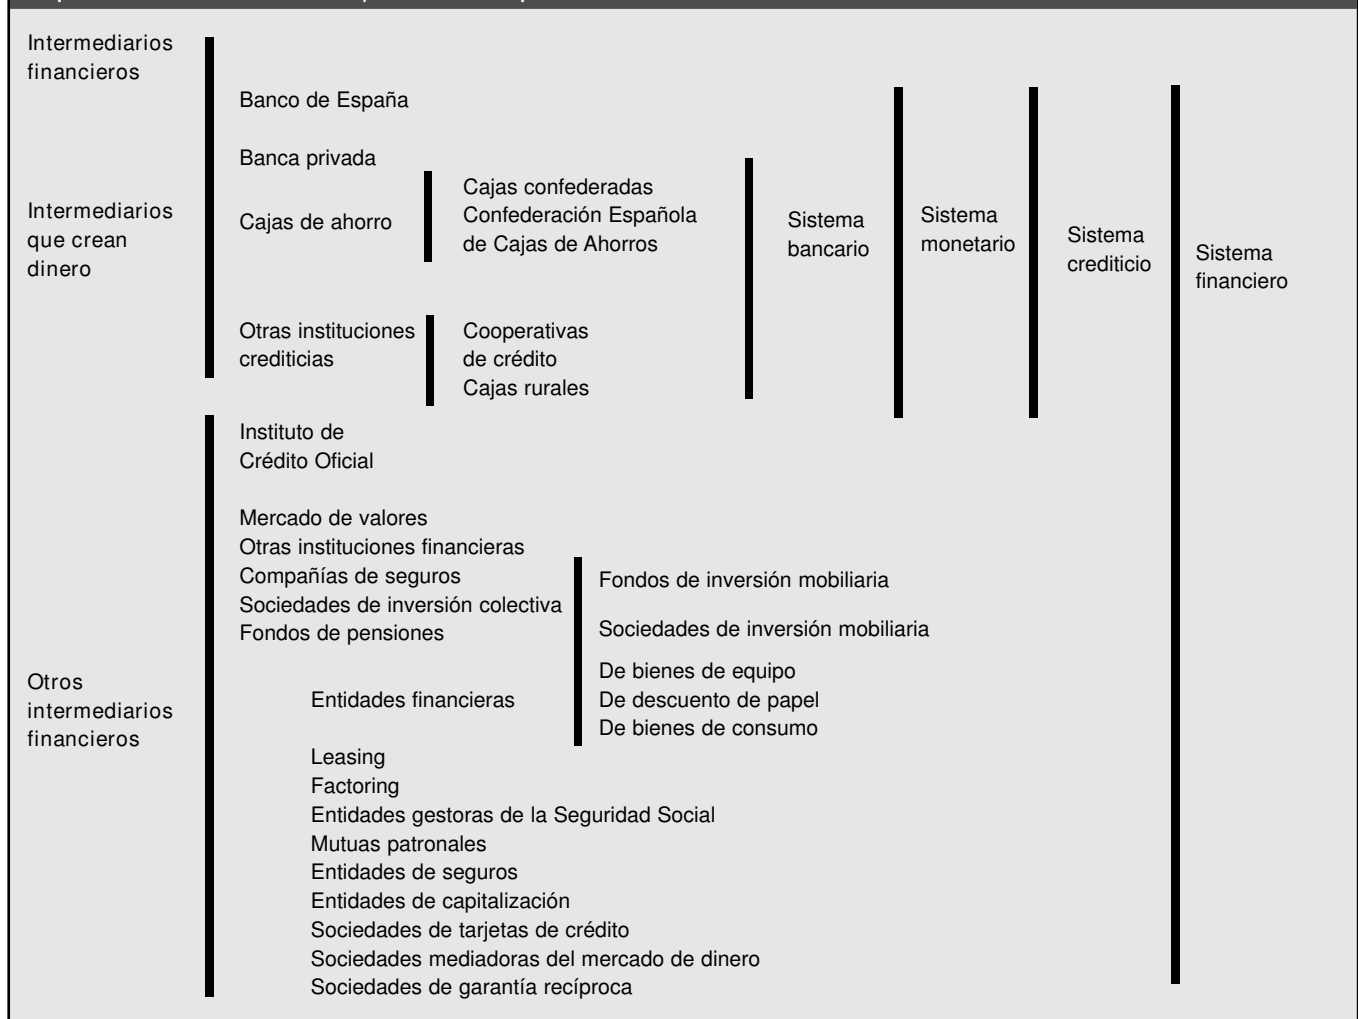 Intermediarios
financieros
Banco de España
Banca privada
Intermediarios
que crean
dinero
Cajas de ahorro
Cajas confederadas
Confederación Española
de Cajas de Ahorros
Sistema
bancario
Sistema
monetario
Sistema
crediticio
Sistema
financiero
Otras instituciones
crediticias
Cooperativas
de crédito
Cajas rurales
Instituto de
Crédito Oficial
Mercado de valores
Otras instituciones financieras
Compañías de seguros
Sociedades de inversión colectiva
Fondos de pensiones
Fondos de inversión mobiliaria
Sociedades de inversión mobiliaria
Otros
intermediarios
financieros
Entidades financieras
De bienes de equipo
De descuento de papel
De bienes de consumo
Leasing
Factoring
Entidades gestoras de la Seguridad Social
Mutuas patronales
Entidades de seguros
Entidades de capitalización
Sociedades de tarjetas de crédito
Sociedades mediadoras del mercado de dinero
Sociedades de garantía recíproca